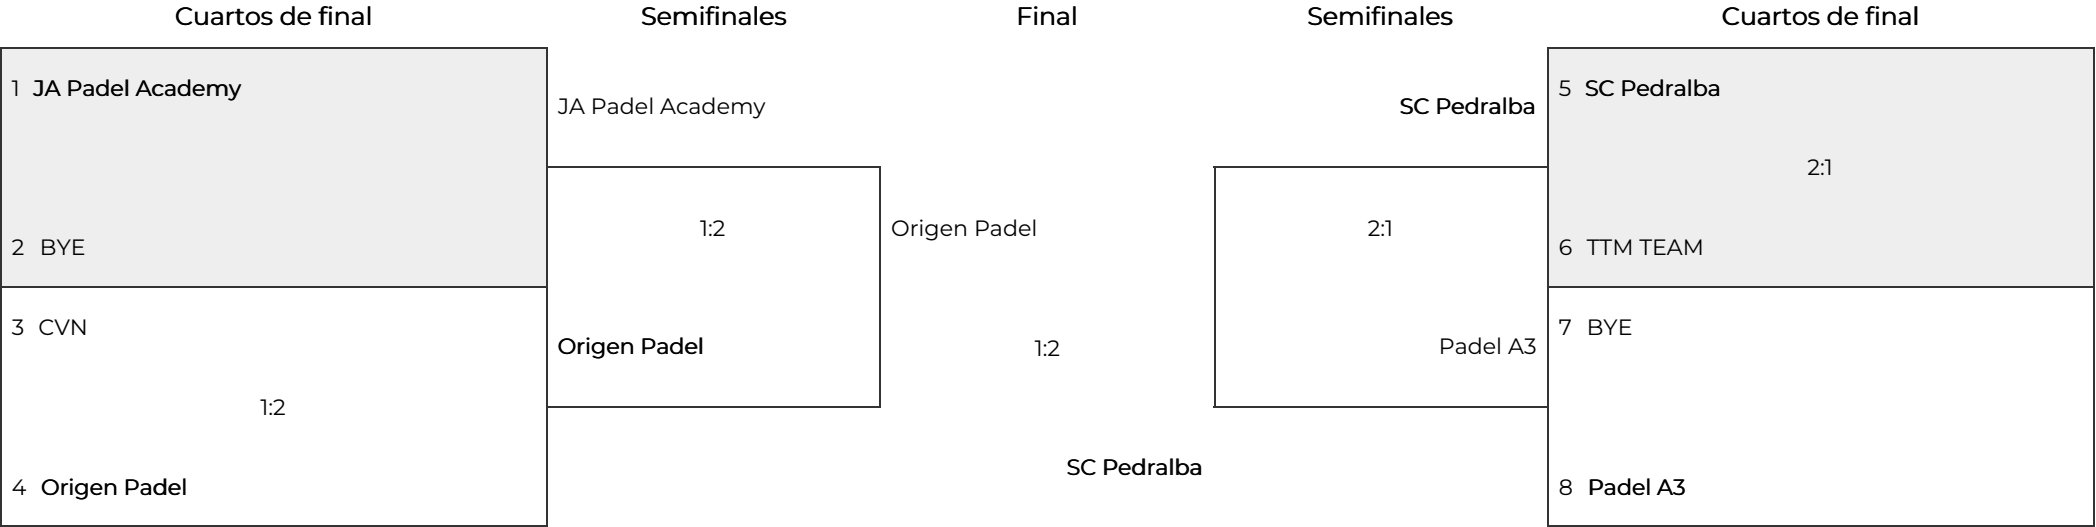 Cuartos de final
Semifinales
Final
Semifinales
Cuartos de final
1 JA Padel Academy
2 BYE
3 CVN
1:2
4 Origen Padel
JA Padel Academy
1:2
Origen Padel
Origen Padel
1:2
SC Pedralba
SC Pedralba
2:1
Padel A3
5 SC Pedralba
2:1
6 TTM TEAM
7 BYE
8 Padel A3